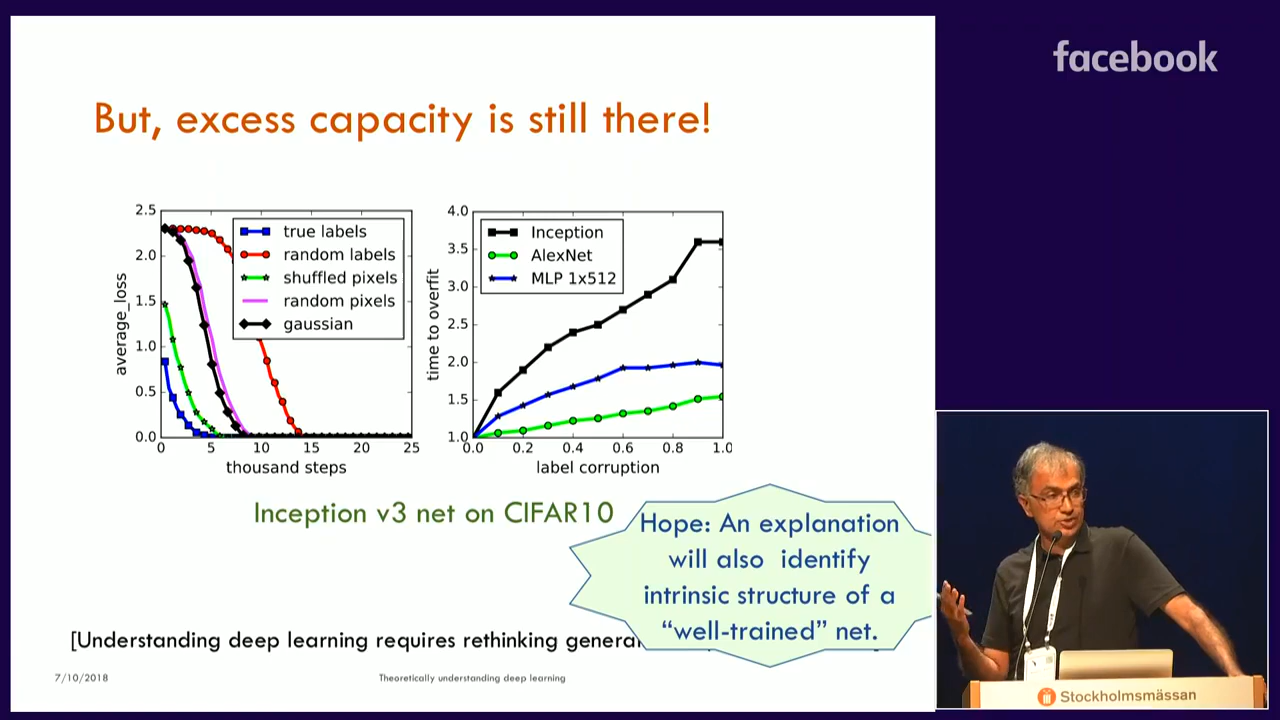 facebook
But, excess capacity is still there!
2.5
2.0
1.5
1.0
0.5
0.0
average_loss
true labels
random labels
shuffled pixels
random pixels
gaussian
0
5
10
15
20
25
thousand steps
4.0
3.5
3.0
2.5
2.0
1.5
1.0
time to overfit
Inception
AlexNet
MLP 1x512
0.0
0.2
0.4
0.6
0.8
1.0
label corruption
Inception v3 net on CIFAR10
Hope: An explanation
will also identify
intrinsic structure of a
“well-trained” net.
[Understanding deep learning requires rethinking
7/10/2018
Theoretically understanding deep learning
Stockholmsmässan